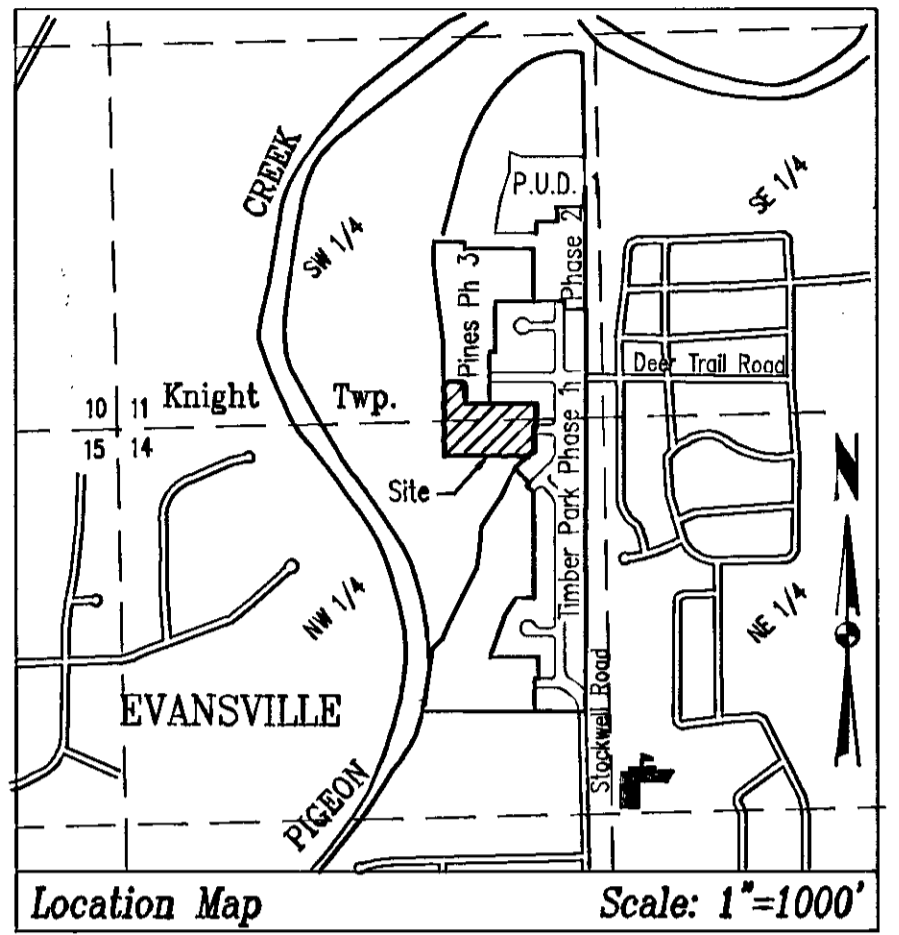 CREEK
P.U.D.
SE 1/4
SW 1/4
Phase 2
Pines Ph 3
Deer Trail Road
Knight Twp.
10 11
15 14
Site
Timber Park Phase 1
N
NW 1/4
NE 1/4
EVANSVILLE
Stockwell Road
PIGEON
Location Map
Scale: 1"=1000'